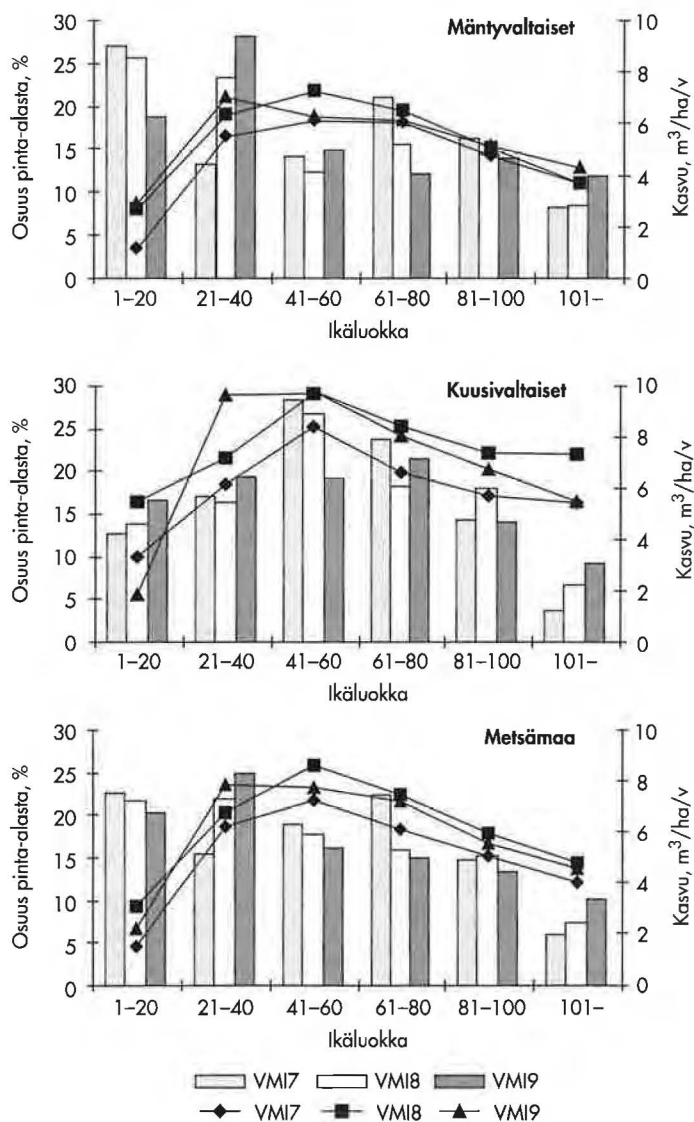 Mäntyvaltaiset
Osuus pinta-alasta, %
30
25
20
15
10
5
0
10
8
6
4
2
0
Kasvu, m³/ha/v
1–20 21–40 41–60 61–80 81–100 101–
Ikäluokka
Kuusivaltaiset
Osuus pinta-alasta, %
30
25
20
15
10
5
0
10
8
6
4
2
0
Kasvu, m³/ha/v
1–20 21–40 41–60 61–80 81–100 101–
Ikäluokka
Metsämaa
Osuus pinta-alasta, %
30
25
20
15
10
5
0
10
8
6
4
2
0
Kasvu, m³/ha/v
1–20 21–40 41–60 61–80 81–100 101–
Ikäluokka
VMI7 VMI8 VMI9
VMI7 VMI8 VMI9